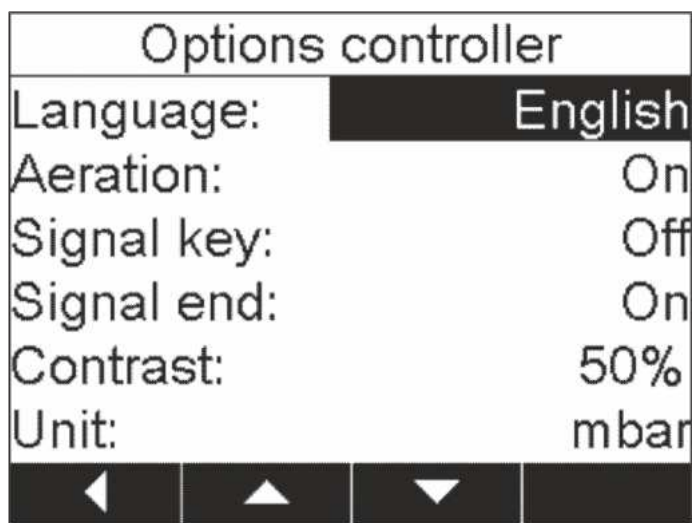 Options controller
Language: English
Aeration: On
Signal key: Off
Signal end: On
Contrast: 50%
Unit: mbar